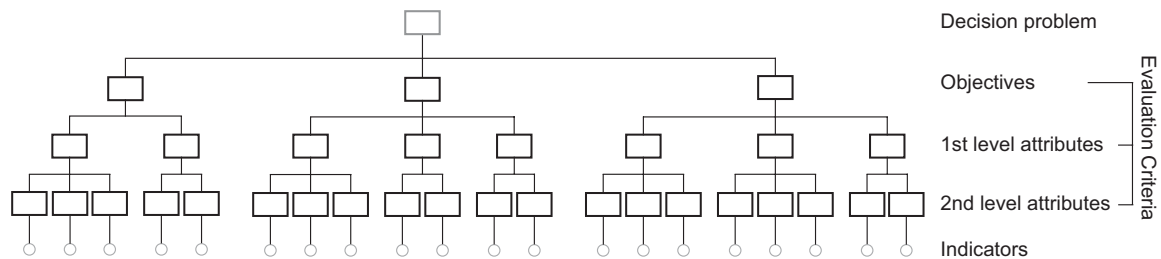 Decision problem
Objectives
1st level attributes
2nd level attributes
Indicators
Evaluation Criteria